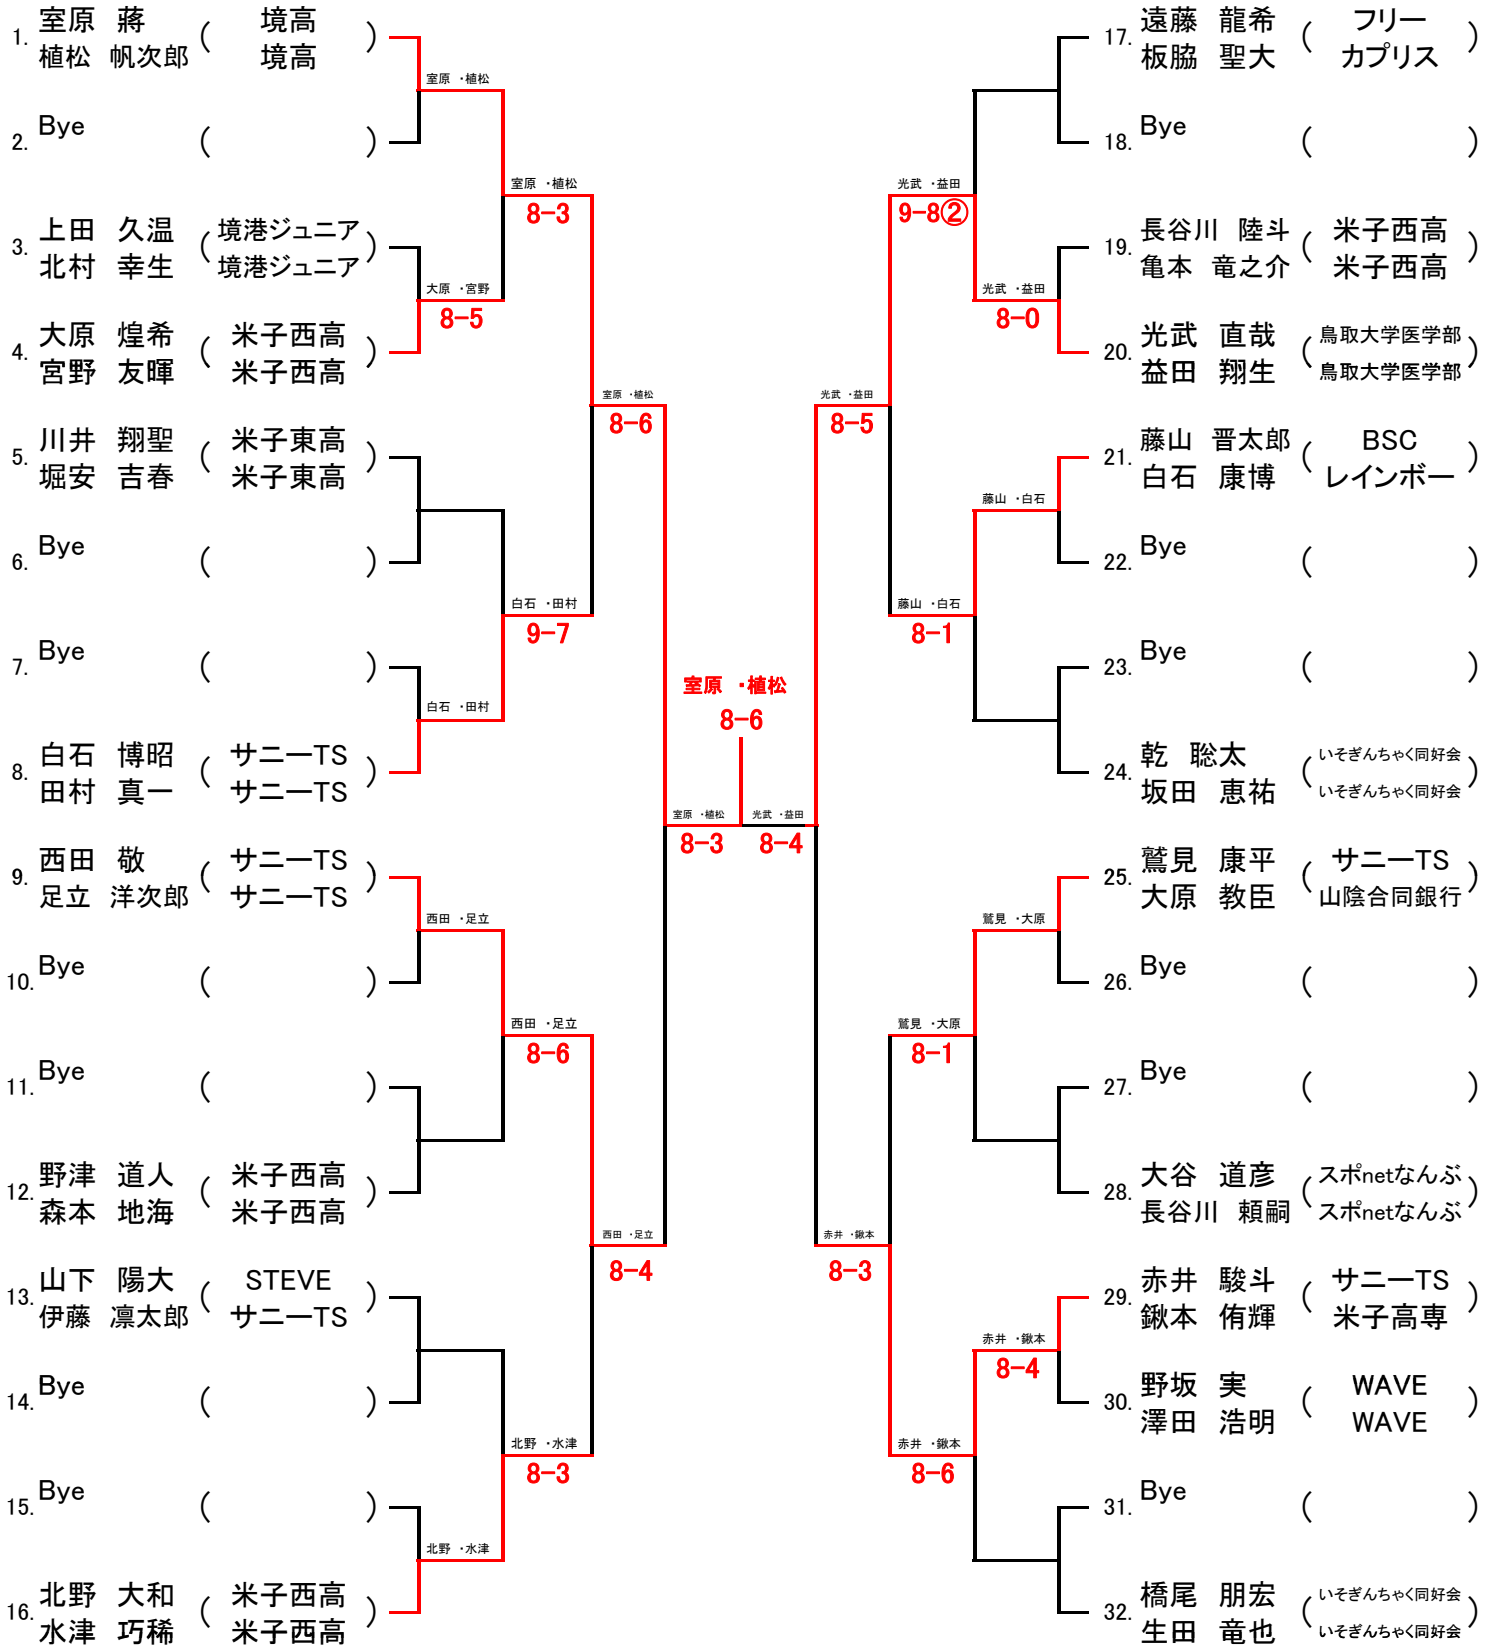 1. 室原 蔣 ( 境高 )
植松 帆次郎 境高
室原 ・植松
2. Bye ( )
室原 ・植松
8-3
3. 上田 久温 ( 境港ジュニア )
北村 幸生 境港ジュニア
大原 ・宮野
8-5
4. 大原 煌希 ( 米子西高 )
宮野 友暉 米子西高
室原 ・植松
8-6
5. 川井 翔聖 ( 米子東高 )
堀安 吉春 米子東高
6. Bye ( )
白石 ・田村
9-7
7. Bye ( )
白石 ・田村
8. 白石 博昭 ( サニーTS )
田村 真一 サニーTS
室原 ・植松
8-6
室原 ・植松
8-3
光武 ・益田
8-4
9. 西田 敬 ( サニーTS )
足立 洋次郎 サニーTS
西田 ・足立
10. Bye ( )
西田 ・足立
8-6
11. Bye ( )
12. 野津 道人 ( 米子西高 )
森本 地海 米子西高
西田 ・足立
8-4
13. 山下 陽大 ( STEVE )
伊藤 凛太郎 サニーTS
14. Bye ( )
北野 ・水津
8-3
15. Bye ( )
北野 ・水津
16. 北野 大和 ( 米子西高 )
水津 巧稀 米子西高
17. 遠藤 龍希 ( フリー )
板脇 聖大 カプリス
18. Bye ( )
光武 ・益田
9-8②
19. 長谷川 陸斗 ( 米子西高 )
亀本 竜之介 米子西高
光武 ・益田
8-0
20. 光武 直哉 ( 鳥取大学医学部 )
益田 翔生 鳥取大学医学部
光武 ・益田
8-5
21. 藤山 晋太郎 ( BSC )
白石 康博 レインボー
藤山 ・白石
22. Bye ( )
藤山 ・白石
8-1
23. Bye ( )
24. 乾 聡太 ( いそぎんちゃく同好会 )
坂田 恵祐 いそぎんちゃく同好会
25. 鷲見 康平 ( サニーTS )
大原 教臣 山陰合同銀行
鷲見 ・大原
26. Bye ( )
鷲見 ・大原
8-1
27. Bye ( )
28. 大谷 道彦 ( スポnetなんぶ )
長谷川 頼嗣 スポnetなんぶ
赤井 ・鍬本
8-3
29. 赤井 駿斗 ( サニーTS )
鍬本 侑輝 米子高専
赤井 ・鍬本
8-4
30. 野坂 実 ( WAVE )
澤田 浩明 WAVE
赤井 ・鍬本
8-6
31. Bye ( )
32. 橋尾 朋宏 ( いそぎんちゃく同好会 )
生田 竜也 いそぎんちゃく同好会